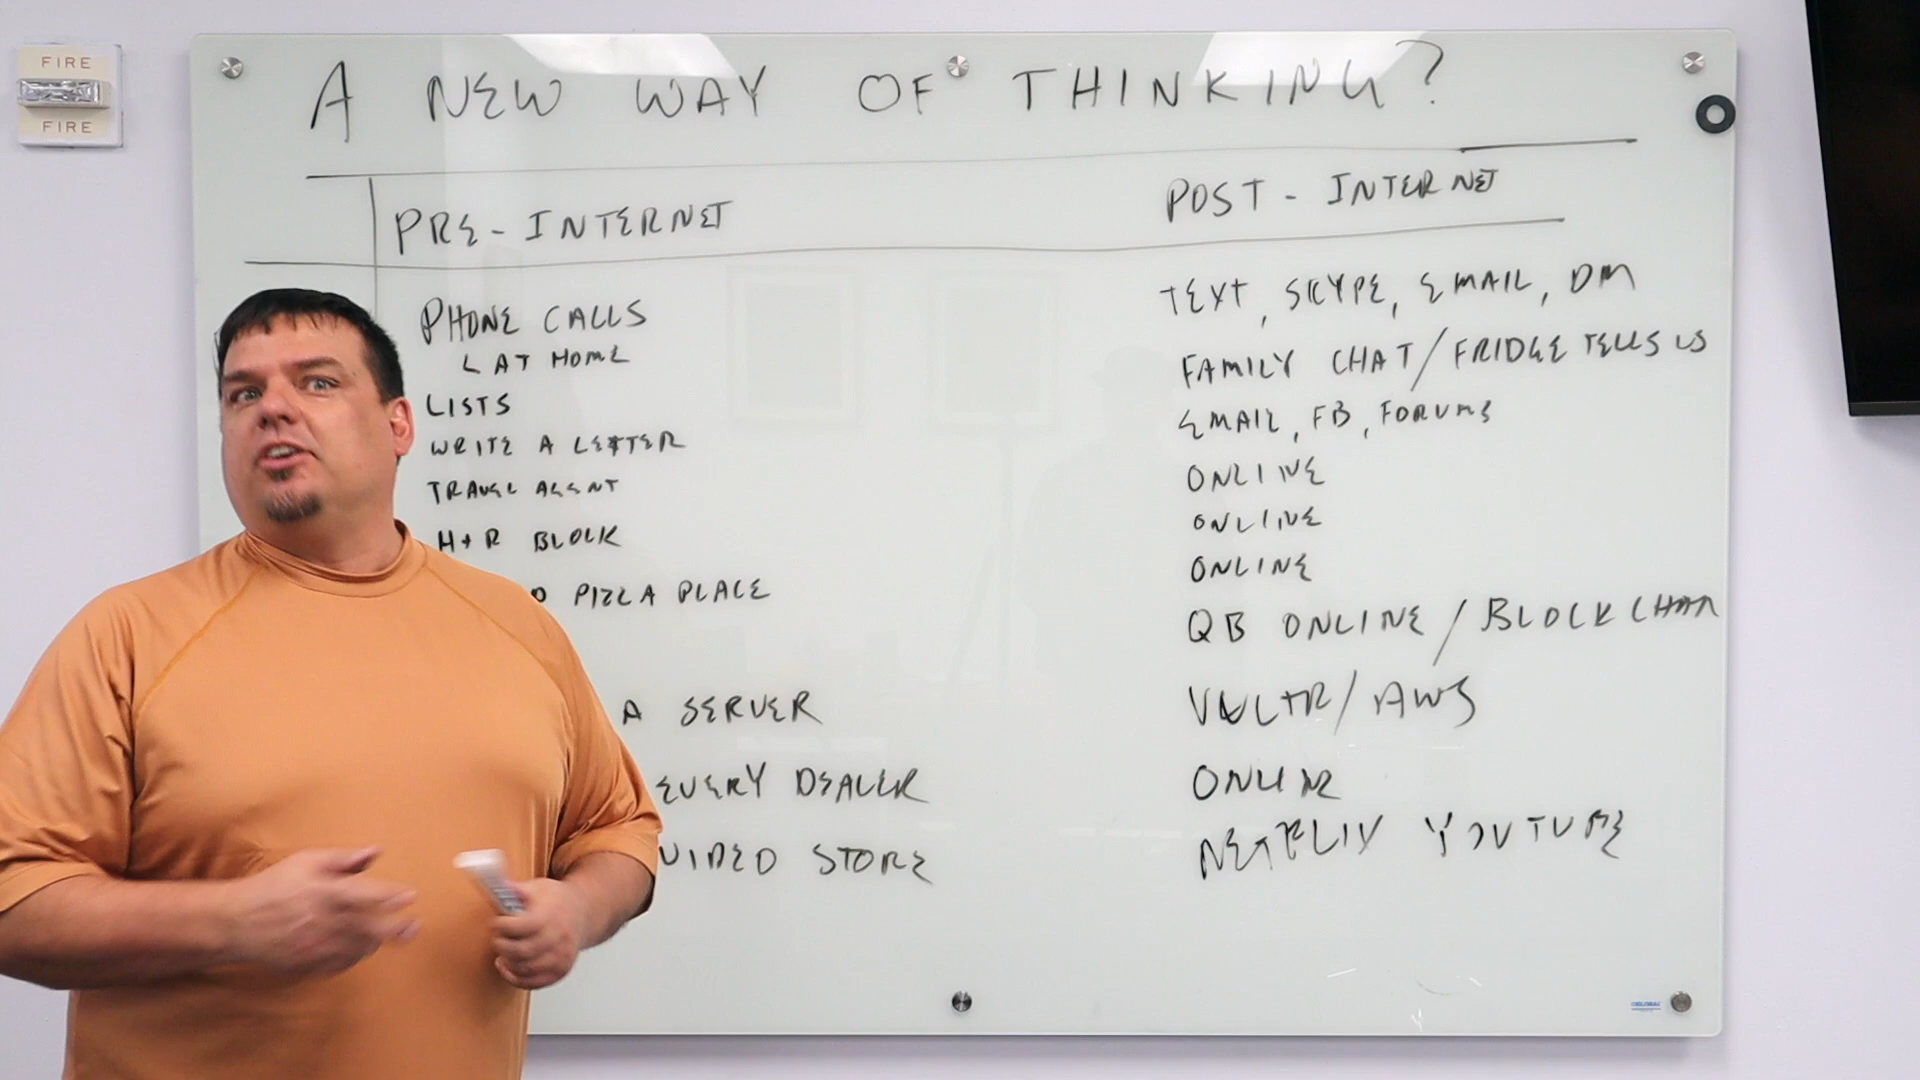 FIRE
FIRE
A NEW WAY OF THINKING?
PRE-INTERNET
POST-INTERNET
PHONE CALLS
TEXT, SKYPE, EMAIL, DM
AT HOME
FAMILY CHAT/FRIDGE TELLS US
LISTS
EMAIL, FB, FORUMS
WRITE A LETTER
ONLINE
TRAVEL AGENT
ONLINE
H+R BLOCK
ONLINE
PIZZA PLACE
QB ONLINE/BLOCKCHAIN
A SERVER
VULTR/AWS
EVERY DEALER
ONLINE
VIDEO STORE
NETFLIX YOUTUBE